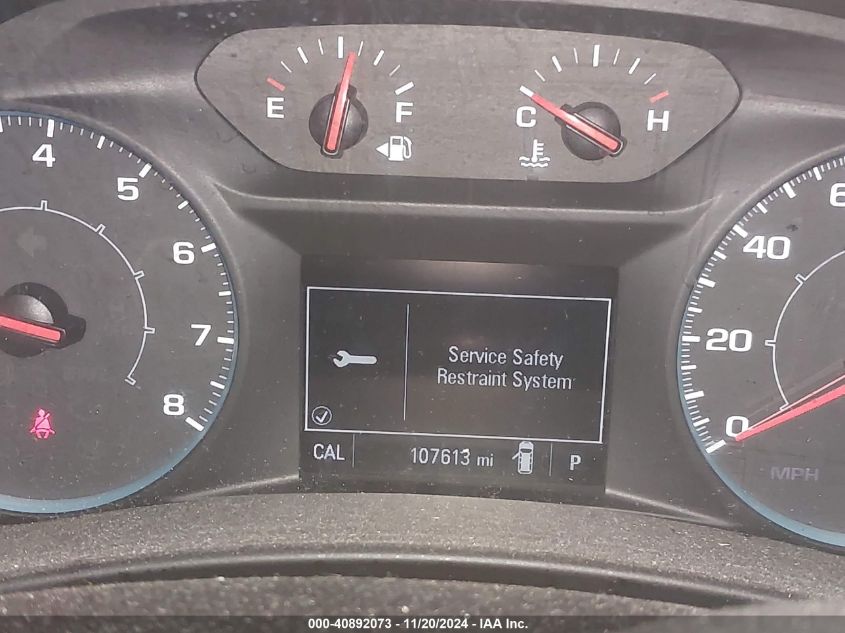 E F
C H
4
5
6
7
8
Service Safety
Restraint System
CAL 107613 mi P
0
20
40
6
MPH
000-40892073 - 11/20/2024 - IAA Inc.